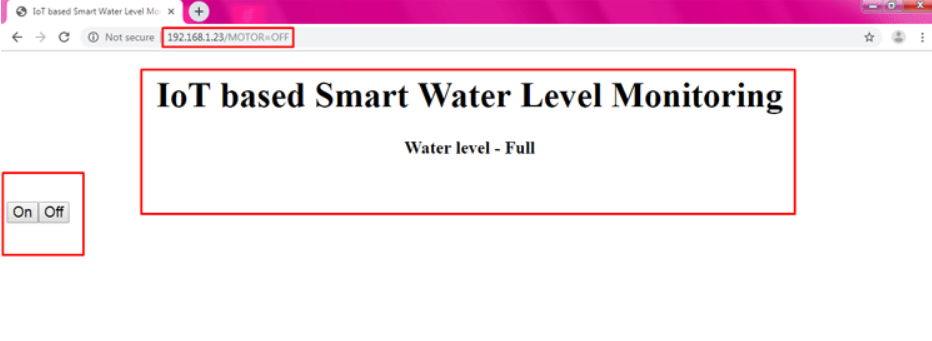 IoT based Smart Water Level Mo
Not secure 192.168.1.23/MOTOR=OFF
IoT based Smart Water Level Monitoring
Water level - Full
On Off